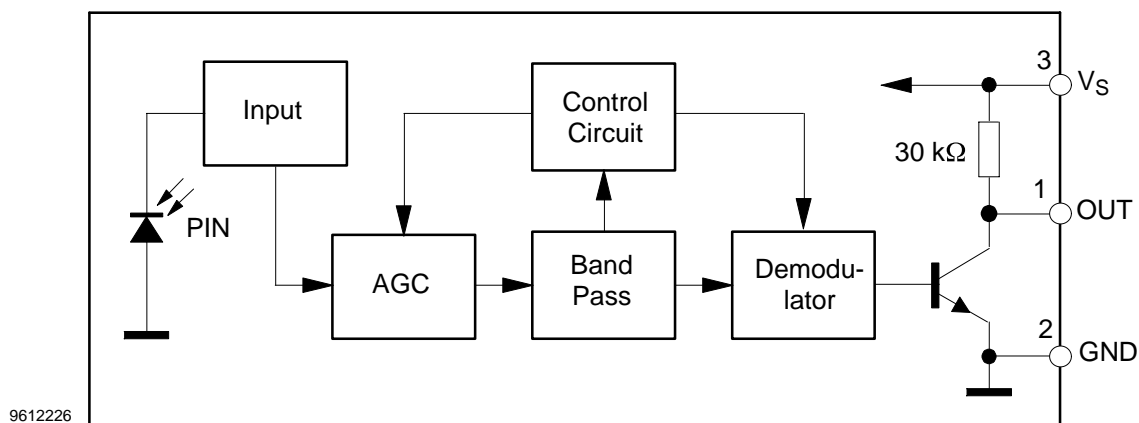 Input
PIN
AGC
Control
Circuit
Band
Pass
Demodu-
lator
30 kΩ
3
VS
1
OUT
2
GND
9612226